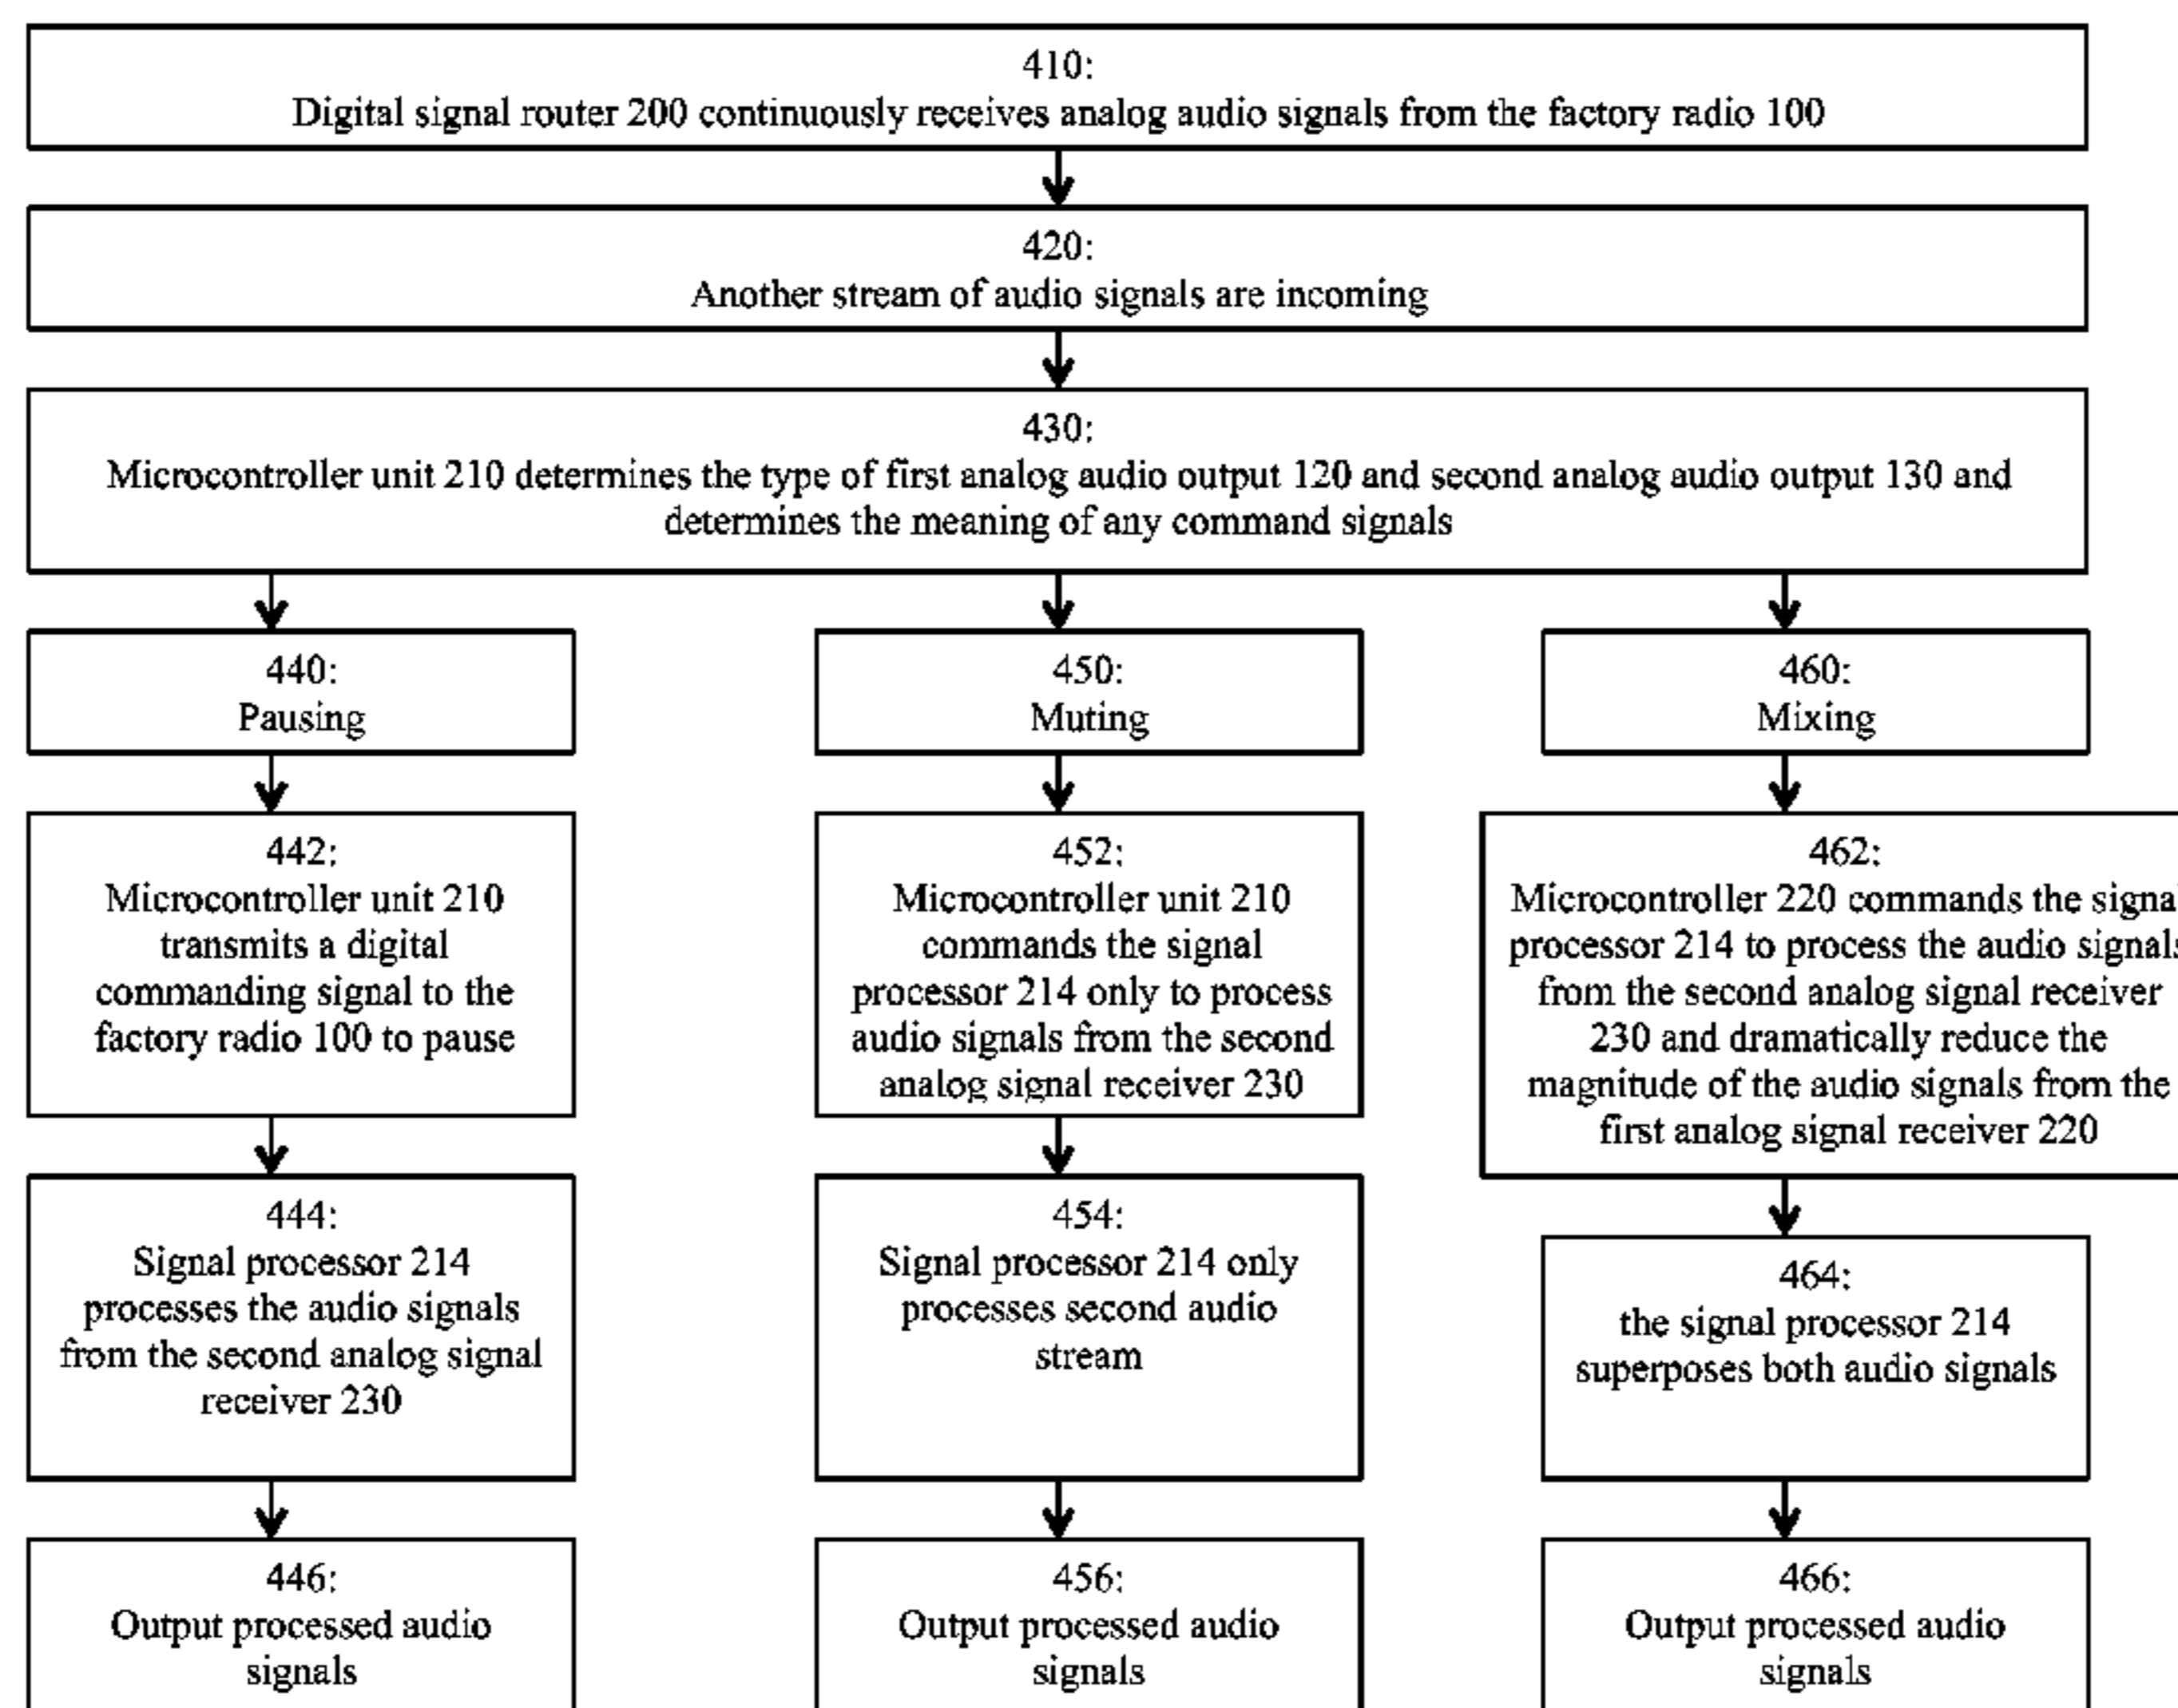 410:
Digital signal router 200 continuously receives analog audio signals from the factory radio 100
420:
Another stream of audio signals are incoming
430:
Microcontroller unit 210 determines the type of first analog audio output 120 and second analog audio output 130 and
determines the meaning of any command signals
440:
Pausing
450:
Muting
460:
Mixing
442:
Microcontroller unit 210
transmits a digital
commanding signal to the
factory radio 100 to pause
452:
Microcontroller unit 210
commands the signal
processor 214 only to process
audio signals from the second
analog signal receiver 230
462:
Microcontroller 220 commands the signal
processor 214 to process the audio signals
from the second analog signal receiver
230 and dramatically reduce the
magnitude of the audio signals from the
first analog signal receiver 220
444:
Signal processor 214
processes the audio signals
from the second analog signal
receiver 230
454:
Signal processor 214 only
processes second audio
stream
464:
the signal processor 214
superposes both audio signals
446:
Output processed audio
signals
456:
Output processed audio
signals
466:
Output processed audio
signals